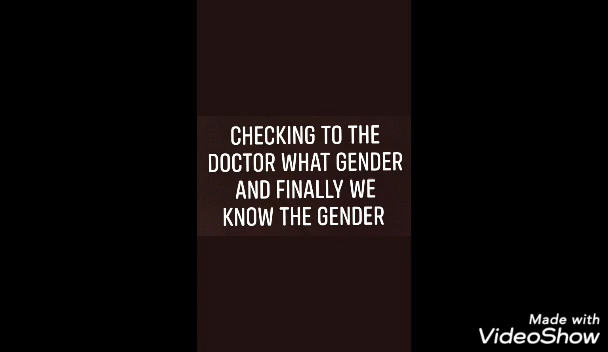 CHECKING TO THE
DOCTOR WHAT GENDER
AND FINALLY WE
KNOW THE GENDER
Made with
VideoShow